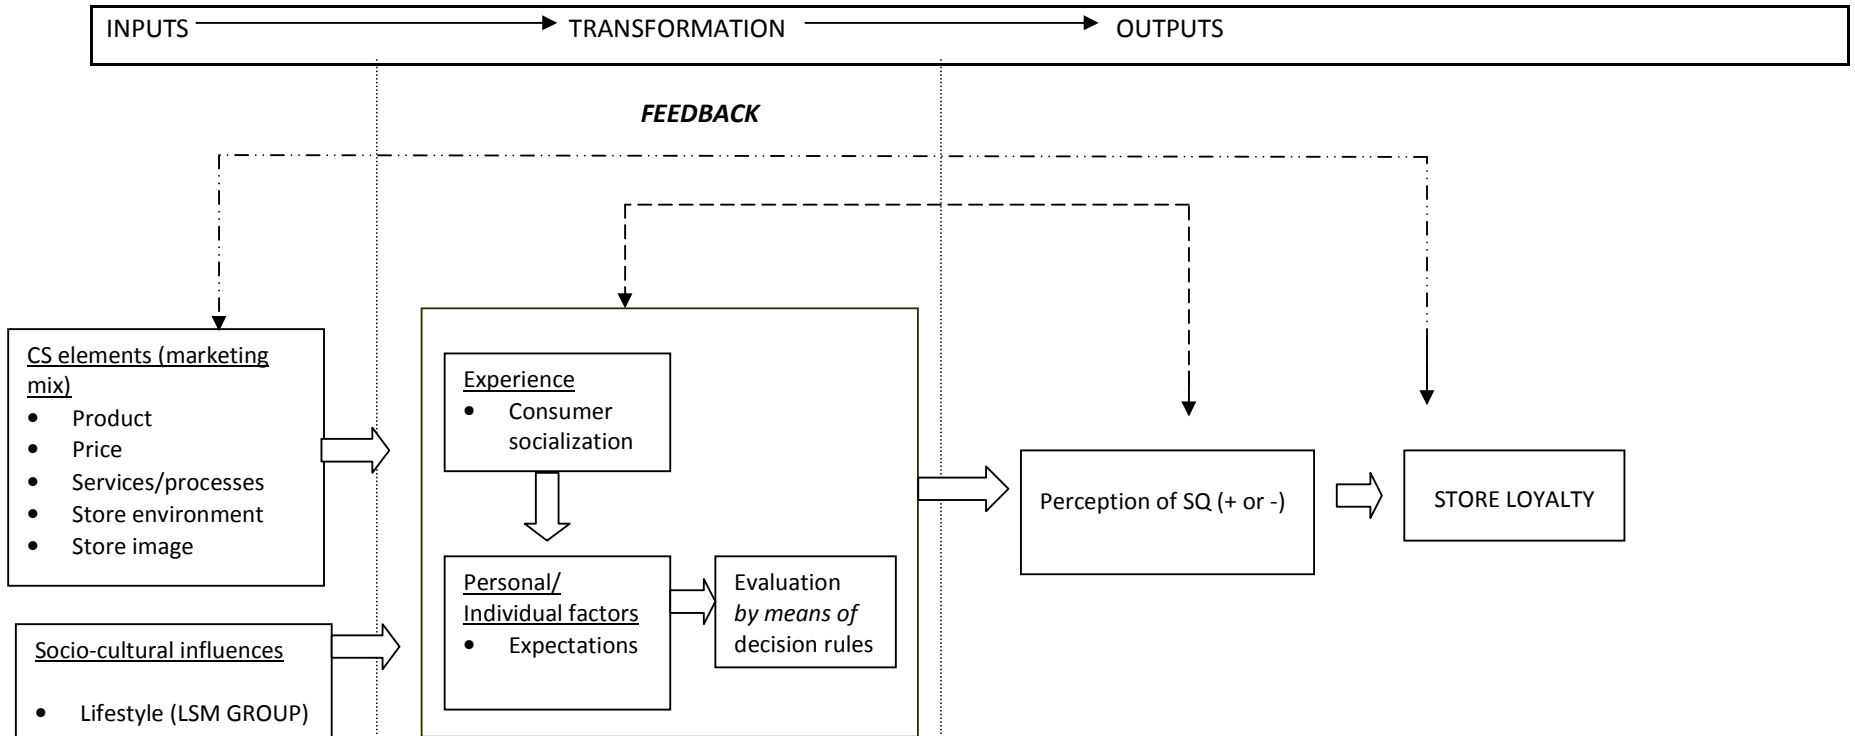 INPUTS TRANSFORMATION OUTPUTS
FEEDBACK
CS elements (marketing
mix)
• Product
• Price
• Services/processes
• Store environment
• Store image
Socio-cultural influences
• Lifestyle (LSM GROUP)
Experience
• Consumer
socialization
Personal/
Individual factors
• Expectations
Evaluation
by means of
decision rules
Perception of SQ (+ or -)
STORE LOYALTY